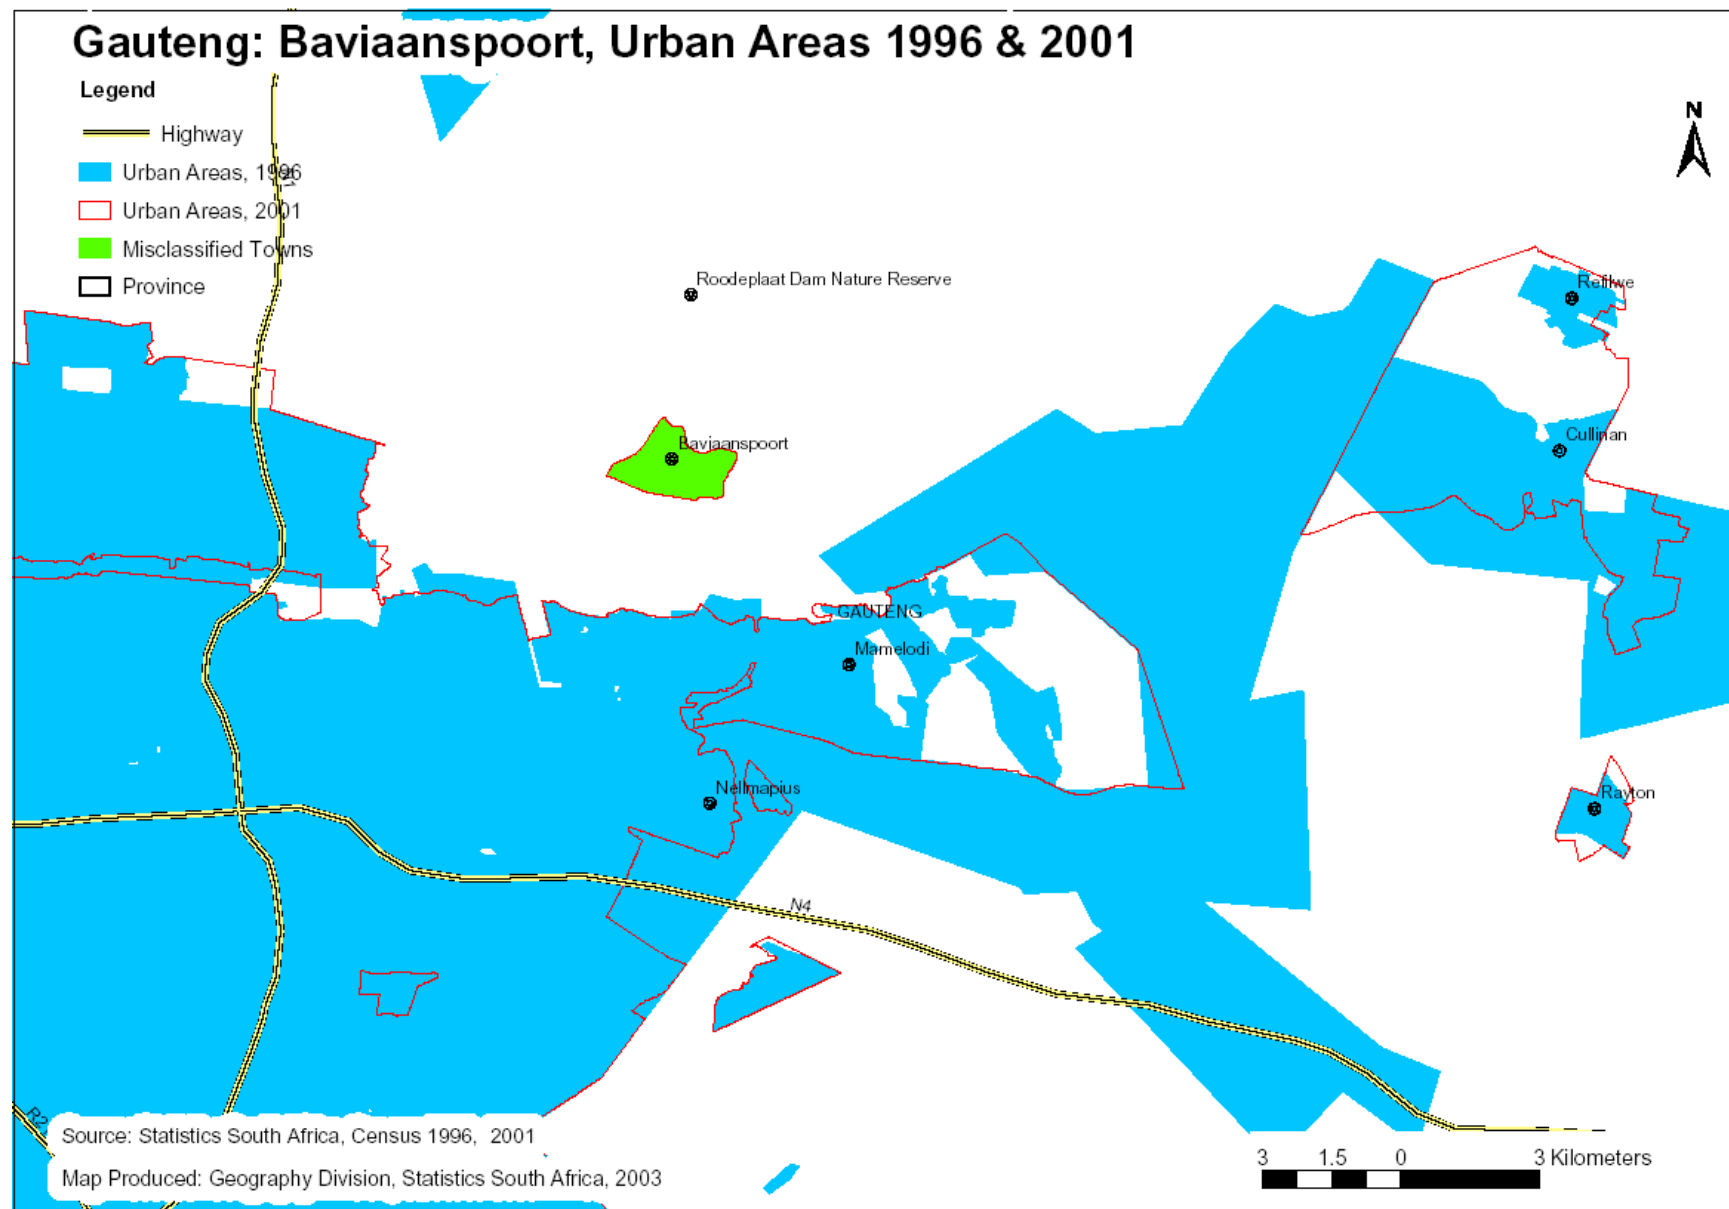 Gauteng: Baviaanspoort, Urban Areas 1996 & 2001
Legend
Highway
Urban Areas, 1996
Urban Areas, 2001
Misclassified Towns
Province
N
Roodeplaat Dam Nature Reserve
Refilwe
Baviaanspoort
Cullinan
GAUTENG
Mamelodi
Nellmapius
Rayton
N4
Source: Statistics South Africa, Census 1996, 2001
Map Produced: Geography Division, Statistics South Africa, 2003
3 1.5 0 3 Kilometers